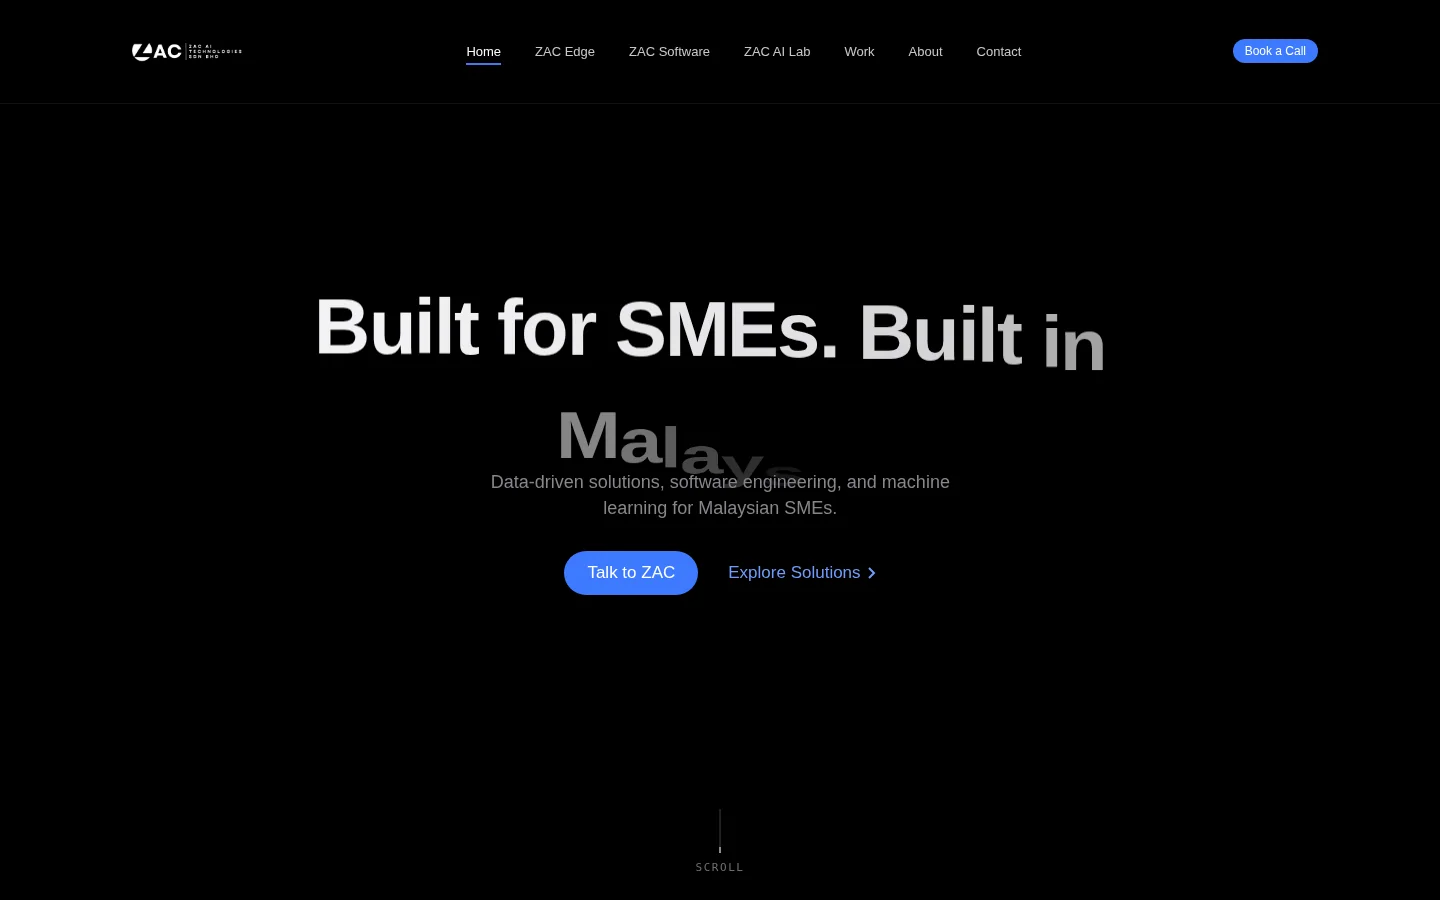 ZAC
ZAC AI
TECHNOLOGIES
SDN BHD
Home
ZAC Edge
ZAC Software
ZAC AI Lab
Work
About
Contact
Book a Call
Built for SMEs. Built in
Malays
Data-driven solutions, software engineering, and machine
learning for Malaysian SMEs.
Talk to ZAC
Explore Solutions
SCROLL